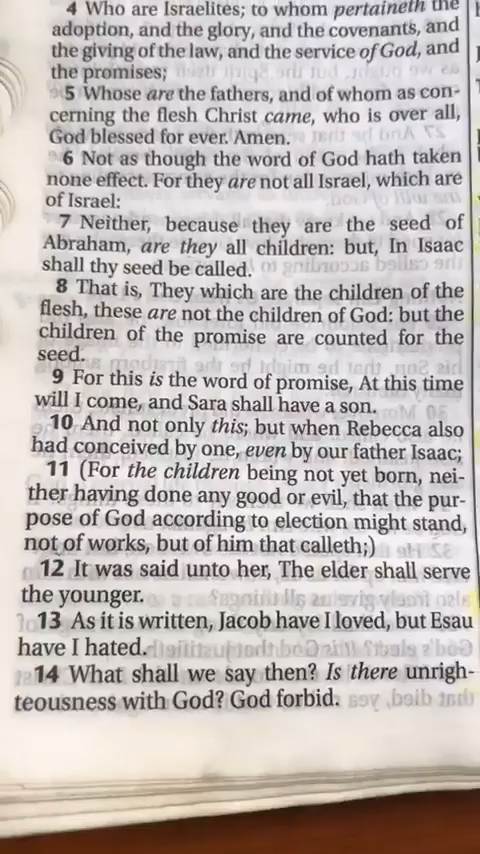 4 Who are Israelites; to whom pertaineth the
adoption, and the glory, and the covenants, and
the giving of the law, and the service of God, and
the promises;
5 Whose are the fathers, and of whom as con-
cerning the flesh Christ came, who is over all,
God blessed for ever. Amen.
6 Not as though the word of God hath taken
none effect. For they are not all Israel, which are
of Israel:
7 Neither, because they are the seed of
Abraham, are they all children: but, In Isaac
shall thy seed be called.
8 That is, They which are the children of the
flesh, these are not the children of God: but the
children of the promise are counted for the
seed.
9 For this is the word of promise, At this time
will I come, and Sara shall have a son.
10 And not only this; but when Rebecca also
had conceived by one, even by our father Isaac;
11 (For the children being not yet born, nei-
ther having done any good or evil, that the pur-
pose of God according to election might stand,
not of works, but of him that calleth;)
12 It was said unto her, The elder shall serve
the younger.
13 As it is written, Jacob have I loved, but Esau
have I hated.
14 What shall we say then? Is there unrigh-
teousness with God? God forbid.